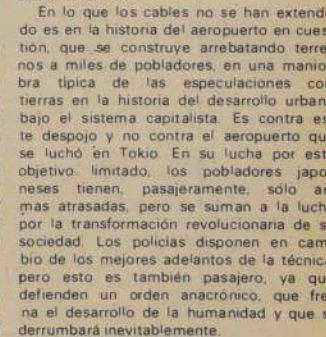 En lo que los cables no se han extendi
do es en la historia del aeropuerto en cues
tión, que se construye arrebatando terre
nos a miles de pobladores, en una manio
bra típica de las especulaciones co
tierras en la historia del desarrollo urban
bajo el sistema capitalista. Es contra es
te despojo y no contra el aeropuerto qu
se luchó en Tokio. En su lucha por est
objetivo limitado, los pobladores japo
neses tienen, pasajeramente, sólo ar
mas atrasadas, pero se suman a la luch
por la transformación revolucionaria de s
sociedad. Los policías disponen en cam
bio de los mejores adelantos de la técnica
pero esto es también pasajero, ya qu
defienden un orden anacrónico, que fre
na el desarrollo de la humanidad y que s
derrumbará inevitablemente.